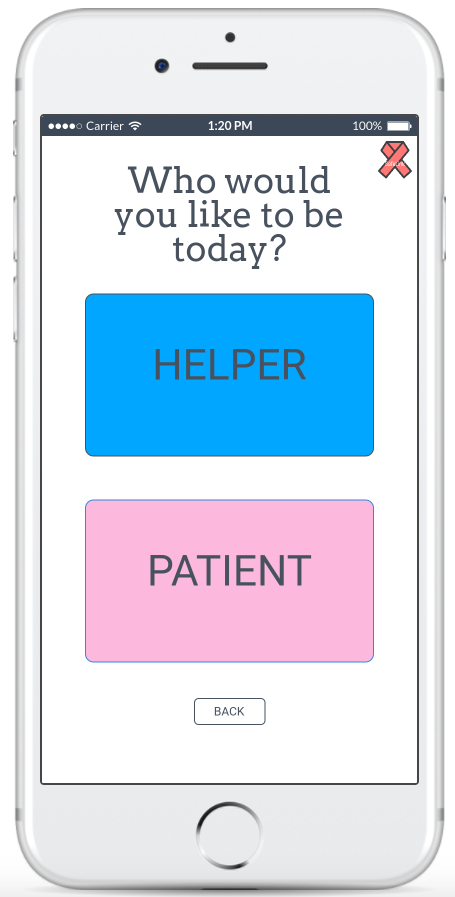 Carrier 1:20 PM 100%
Who would
you like to be
today?
HELPER
PATIENT
BACK